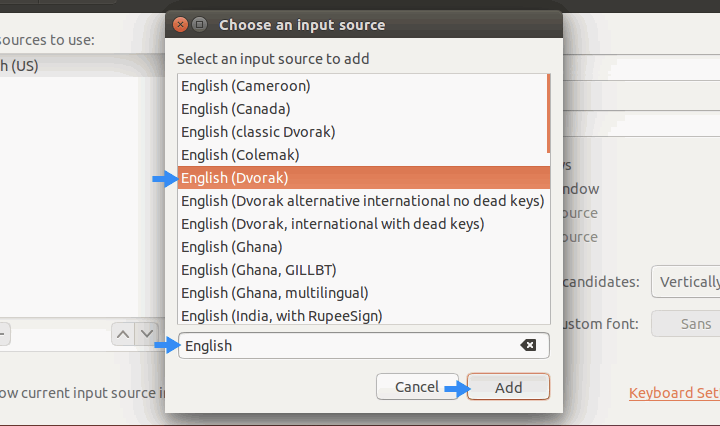 Choose an input source
sources to use:
Select an input source to add
h (US)
English (Cameroon)
English (Canada)
English (classic Dvorak)
English (Colemak)
English (Dvorak)
English (Dvorak alternative international no dead keys)
English (Dvorak, international with dead keys)
English (Ghana)
English (Ghana, GILLBT)
English (Ghana, multilingual)
English (India, with RupeeSign)
ys
ndow
ource
ource
candidates:
Vertically
ustom font:
Sans
English
Cancel
Add
ow current input source i
Keyboard Set